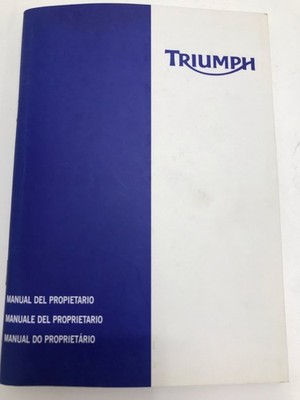 TRIUMPH
MANUAL DEL PROPIETARIO
MANUALE DEL PROPRIETARIO
MANUAL DO PROPRIETÁRIO